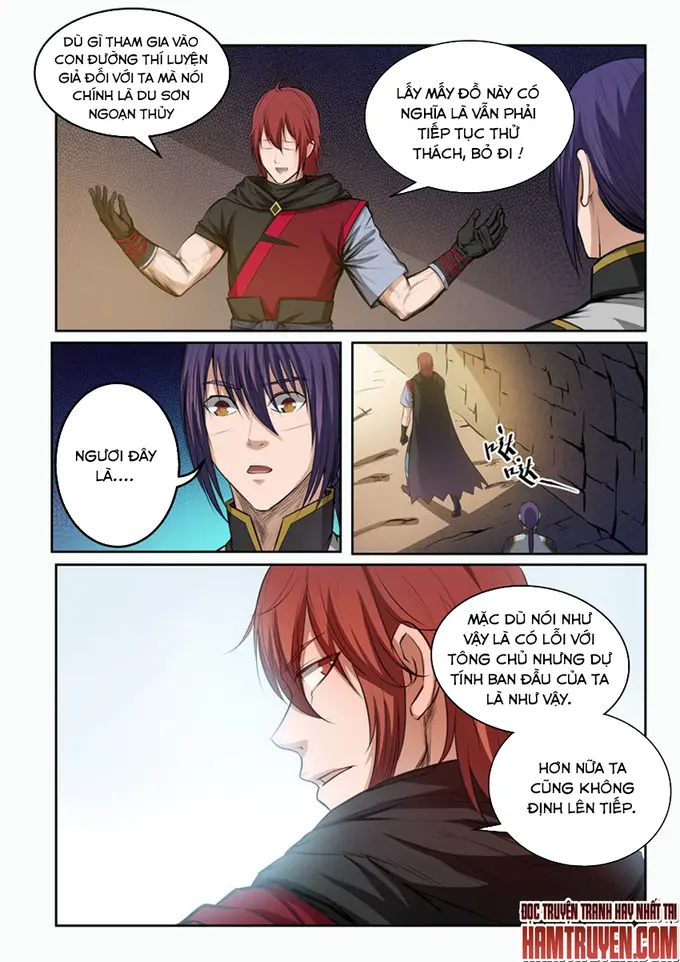 DÙ GÌ THAM GIA VÀO
CON ĐƯỜNG THÍ LUYỆN
GIẢ ĐỐI VỚI TA MÀ NÓI
CHÍNH LÀ DU SƠN
NGOẠN THỦY
LẤY MẤY ĐỒ NÀY CÓ
NGHĨA LÀ VẪN PHẢI
TIẾP TỤC THỬ
THÁCH, BỎ ĐI !
NGƯƠI ĐÂY
LÀ....
MẶC DÙ NÓI NHƯ
VẬY LÀ CÓ LỖI VỚI
TÔNG CHỦ NHƯNG DỰ
TÍNH BAN ĐẦU CỦA TA
LÀ NHƯ VẬY.
HƠN NỮA TA
CŨNG KHÔNG
ĐỊNH LÊN TIẾP.
ĐỌC TRUYỆN TRANH HAY NHẤT TẠI
HAMTRUYEN.COM